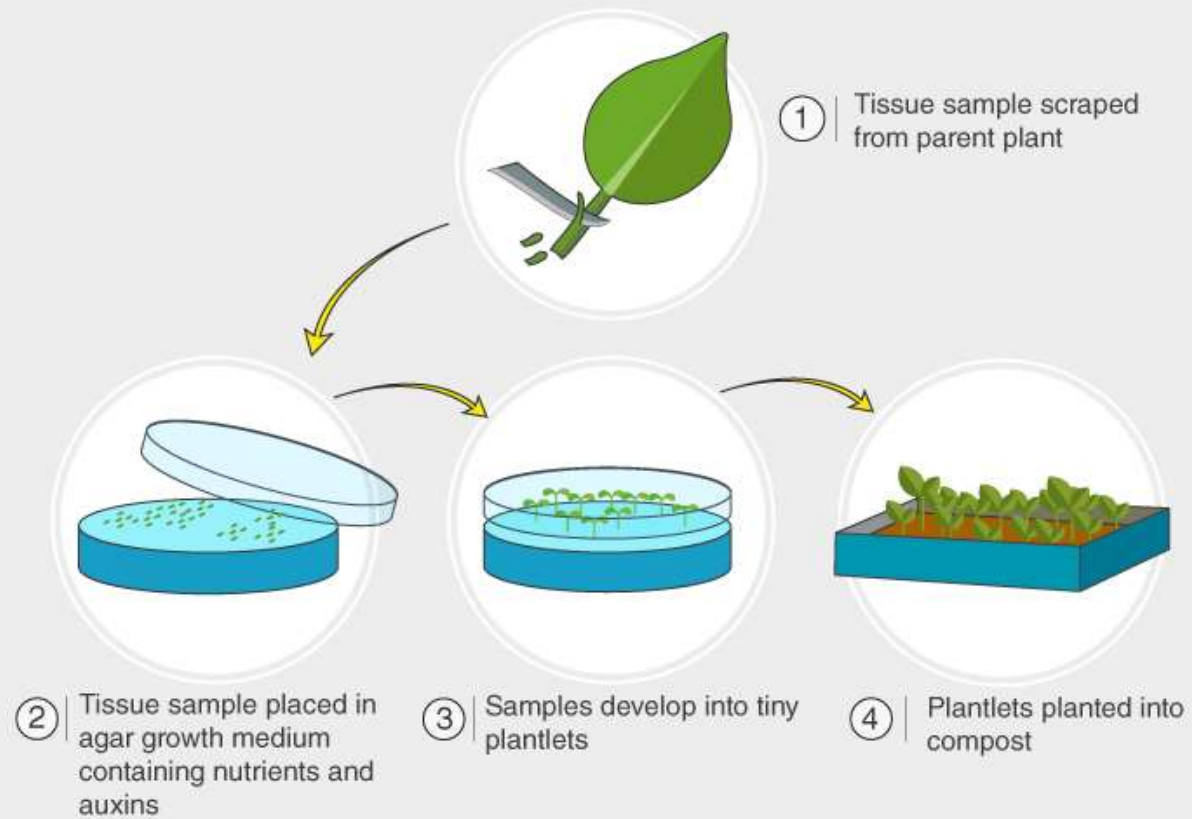 1
Tissue sample scraped
from parent plant
2
Tissue sample placed in
agar growth medium
containing nutrients and
auxins
3
Samples develop into tiny
plantlets
4
Plantlets planted into
compost